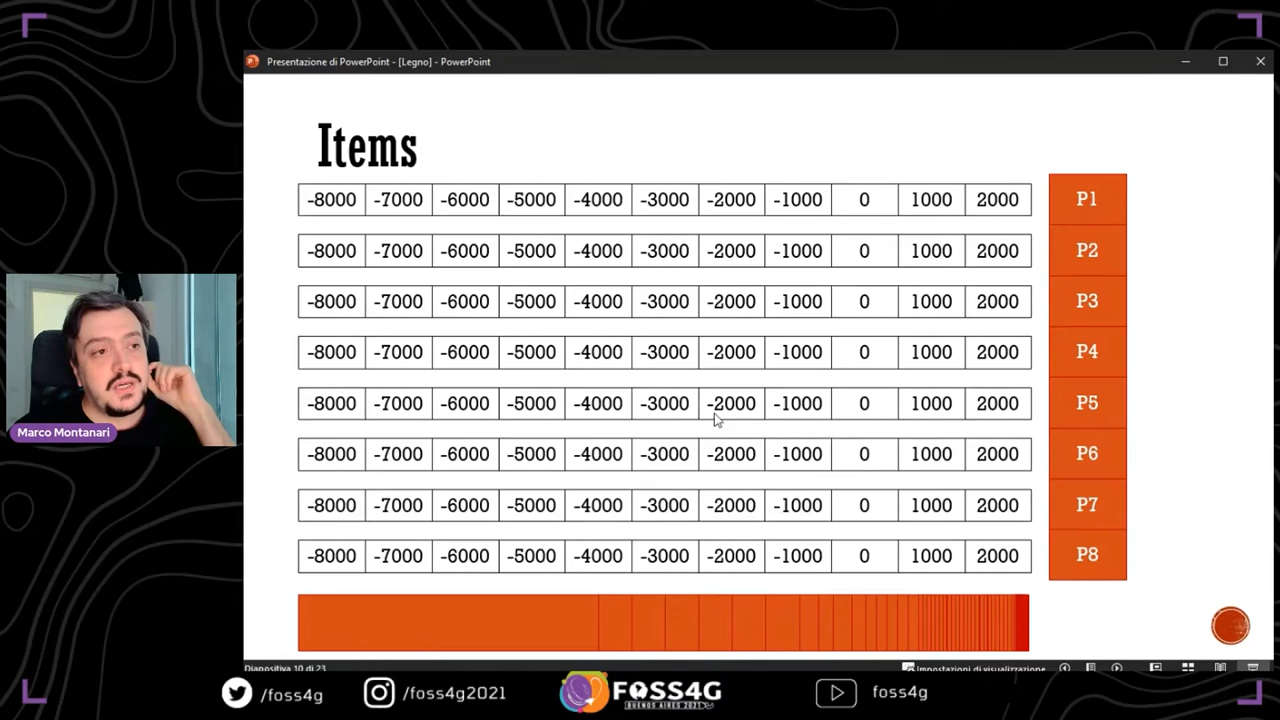 Presentazione di PowerPoint - [Legno] - PowerPoint
Items
-8000 -7000 -6000 -5000 -4000 -3000 -2000 -1000 0 1000 2000 P1
-8000 -7000 -6000 -5000 -4000 -3000 -2000 -1000 0 1000 2000 P2
-8000 -7000 -6000 -5000 -4000 -3000 -2000 -1000 0 1000 2000 P3
-8000 -7000 -6000 -5000 -4000 -3000 -2000 -1000 0 1000 2000 P4
-8000 -7000 -6000 -5000 -4000 -3000 -2000 -1000 0 1000 2000 P5
Marco Montanari
-8000 -7000 -6000 -5000 -4000 -3000 -2000 -1000 0 1000 2000 P6
-8000 -7000 -6000 -5000 -4000 -3000 -2000 -1000 0 1000 2000 P7
-8000 -7000 -6000 -5000 -4000 -3000 -2000 -1000 0 1000 2000 P8
Diapositiva 10 di 23 Impostazioni di visualizzazione
/foss4g /foss4g2021 FOSS4G foss4g
BUENOS AIRES 2021